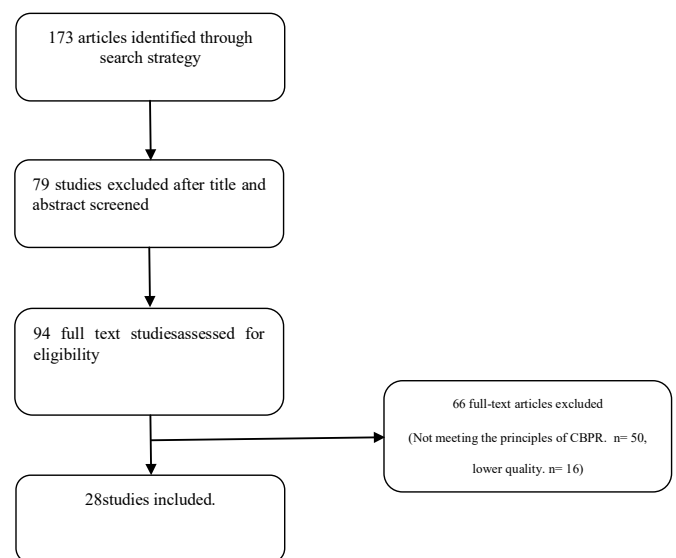 173 articles identified through
search strategy
79 studies excluded after title and
abstract screened
94 full text studiesassessed for
eligibility
66 full-text articles excluded
(Not meeting the principles of CBPR. n= 50,
lower quality. n= 16)
28studies included.